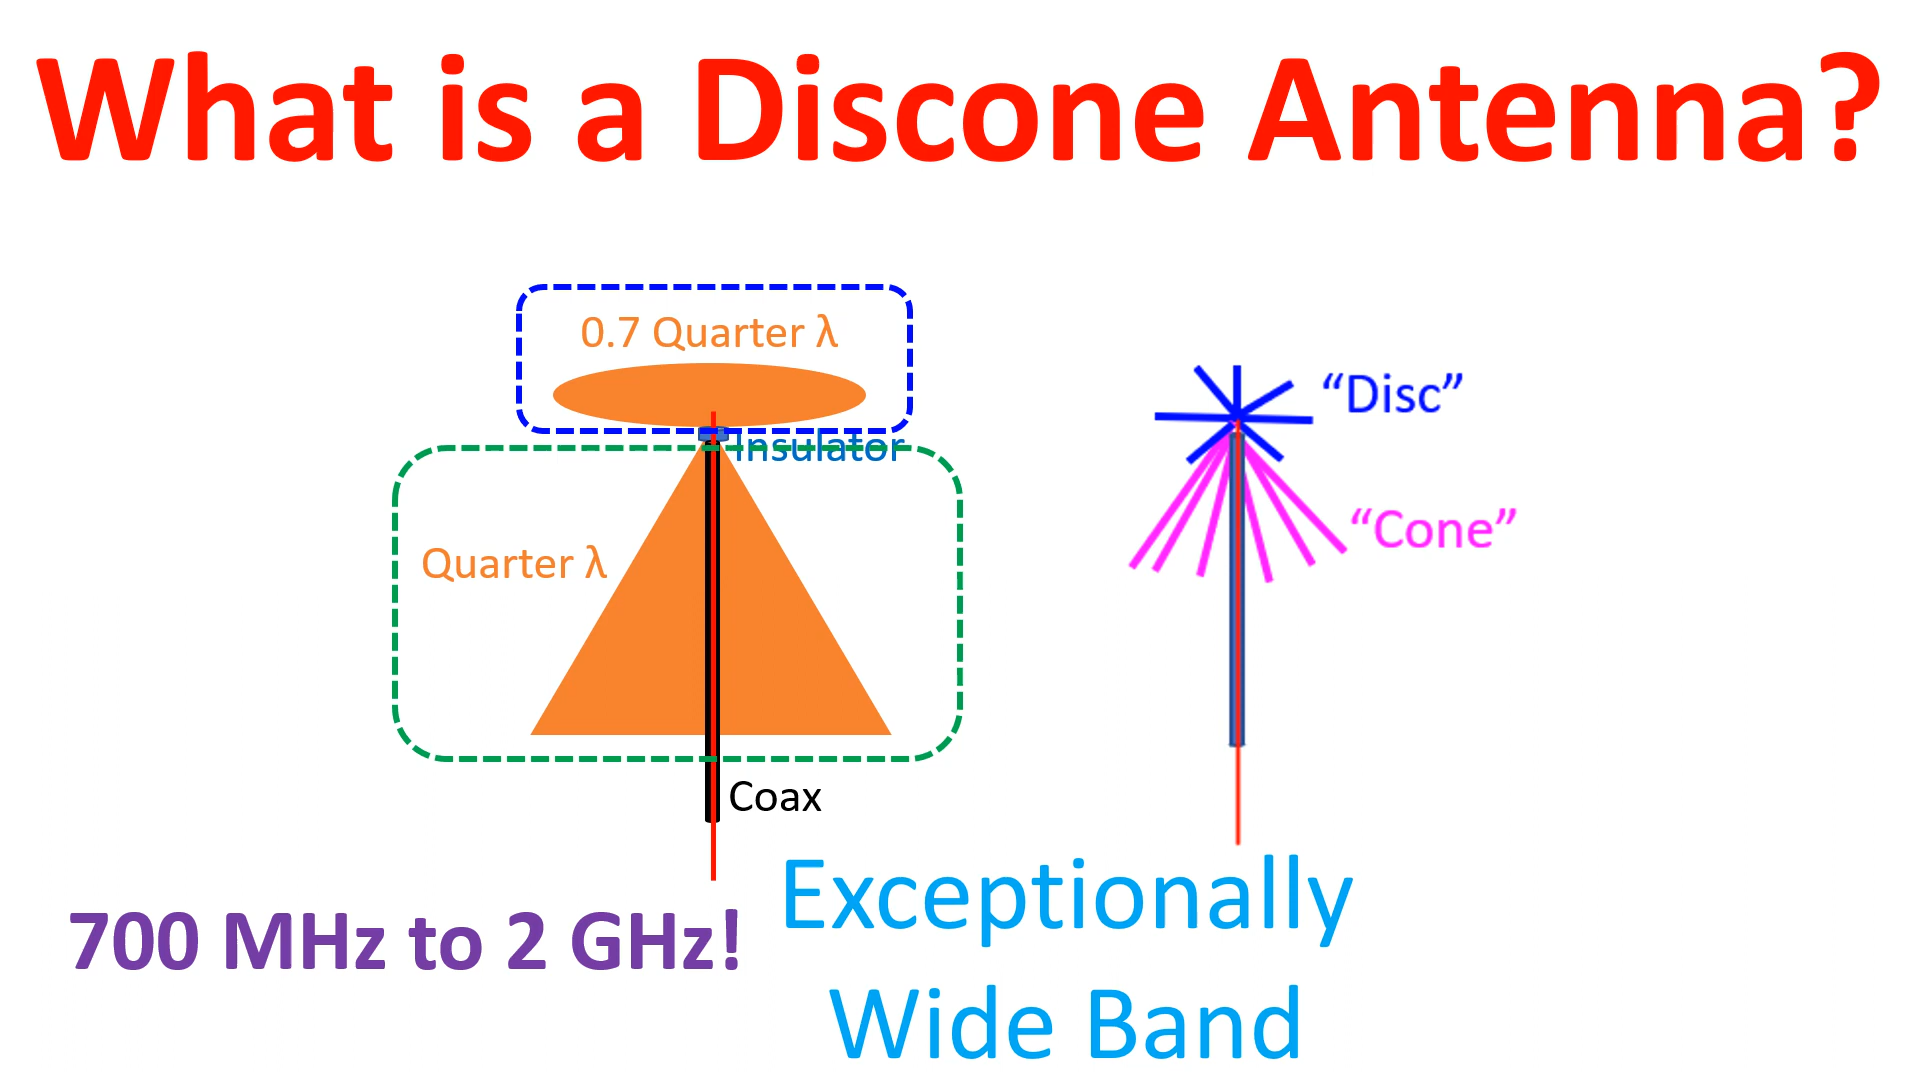 What is a Discone Antenna?
0.7 Quarter λ
Insulator
Quarter λ
Coax
“Disc”
“Cone”
700 MHz to 2 GHz!
Exceptionally
Wide Band